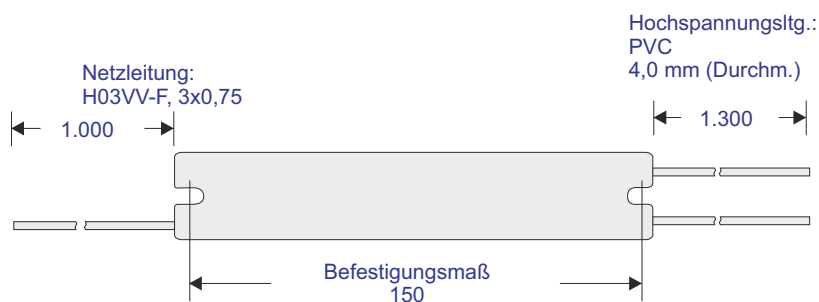 Hochspannungsltg.:
PVC
4,0 mm (Durchm.)
Netzleitung:
H03VV-F, 3x0,75
1.000
1.300
Befestigungsmaß
150